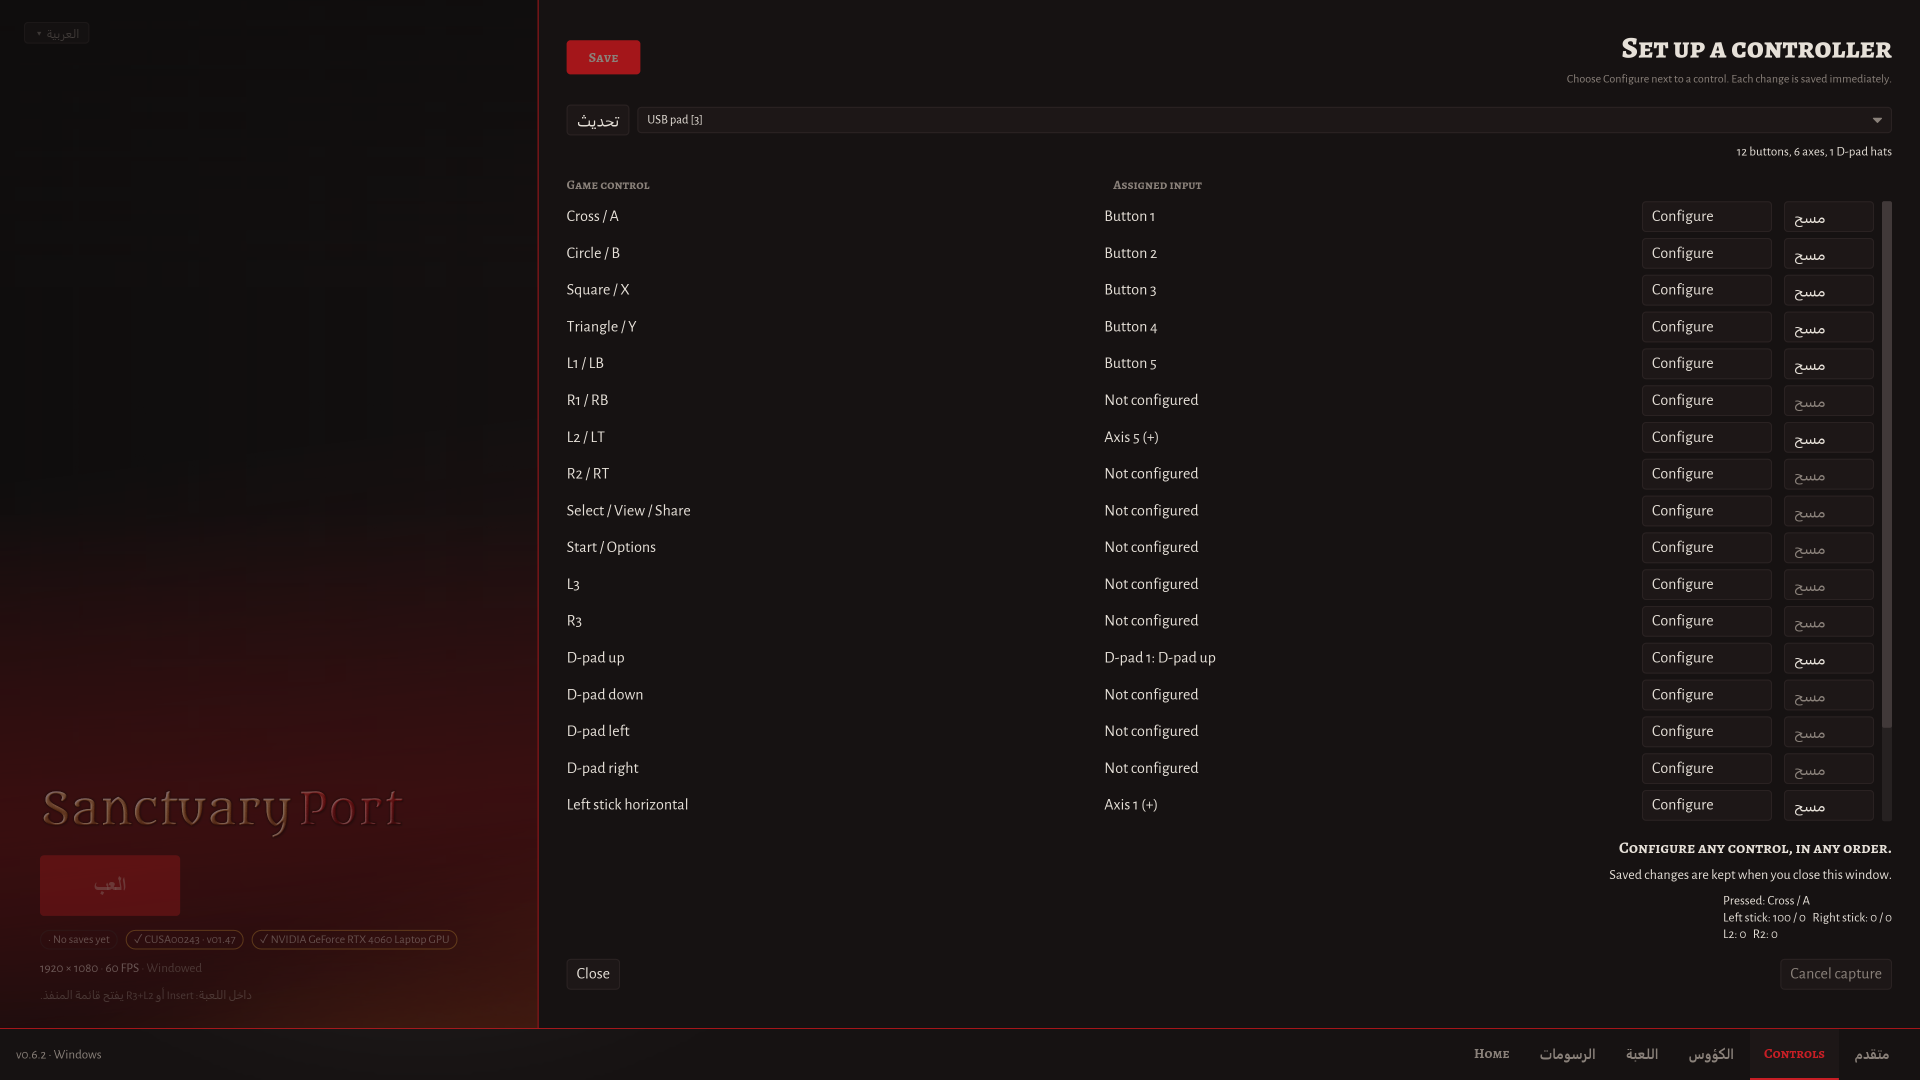 العربية ▾
Save
Set up a controller
Choose Configure next to a control. Each change is saved immediately.
تحديث USB pad [3]
12 buttons, 6 axes, 1 D-pad hats
Game control Assigned input
Cross / A Button 1 Configure مسح
Circle / B Button 2 Configure مسح
Square / X Button 3 Configure مسح
Triangle / Y Button 4 Configure مسح
L1 / LB Button 5 Configure مسح
R1 / RB Not configured Configure مسح
L2 / LT Axis 5 (+) Configure مسح
R2 / RT Not configured Configure مسح
Select / View / Share Not configured Configure مسح
Start / Options Not configured Configure مسح
L3 Not configured Configure مسح
R3 Not configured Configure مسح
D-pad up D-pad 1: D-pad up Configure مسح
D-pad down Not configured Configure مسح
D-pad left Not configured Configure مسح
D-pad right Not configured Configure مسح
Left stick horizontal Axis 1 (+) Configure مسح
Configure any control, in any order.
Saved changes are kept when you close this window.
Pressed: Cross / A
Left stick: 100 / 0 Right stick: 0 / 0
L2: 0 R2: 0
Close Cancel capture
Sanctuary Port
العب
· No saves yet ✓ CUSA00243 · v01.47 ✓ NVIDIA GeForce RTX 4060 Laptop GPU
1920 × 1080 · 60 FPS · Windowed
داخل اللعبة: Insert أو R3+L2 يفتح قائمة المنفذ.
v0.6.2 · Windows
Home الرسومات اللعبة الكؤوس Controls متقدم